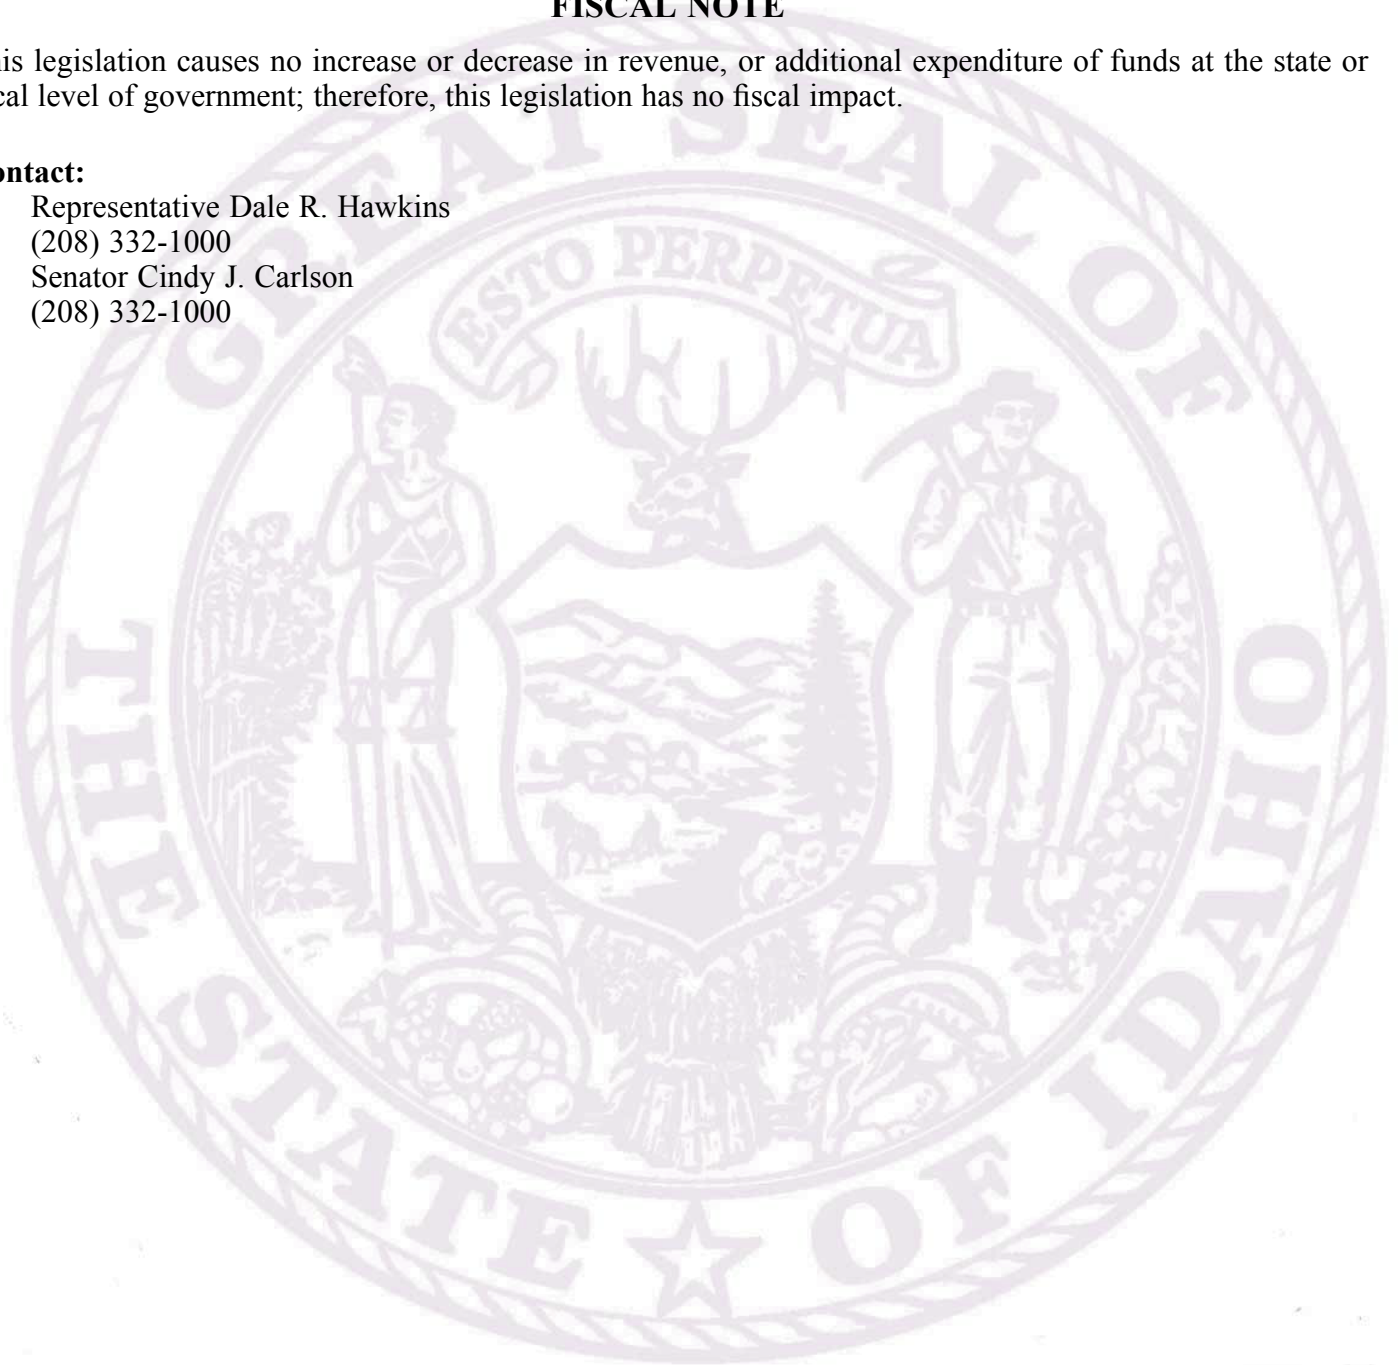 FISCAL NOTE
his legislation causes no increase or decrease in revenue, or additional expenditure of funds at the state or
cal level of government; therefore, this legislation has no fiscal impact.
ontact:
Representative Dale R. Hawkins
(208) 332-1000
Senator Cindy J. Carlson
(208) 332-1000
GREAT SEAL OF
ESTO PERPETUA
THE STATE OF IDAHO